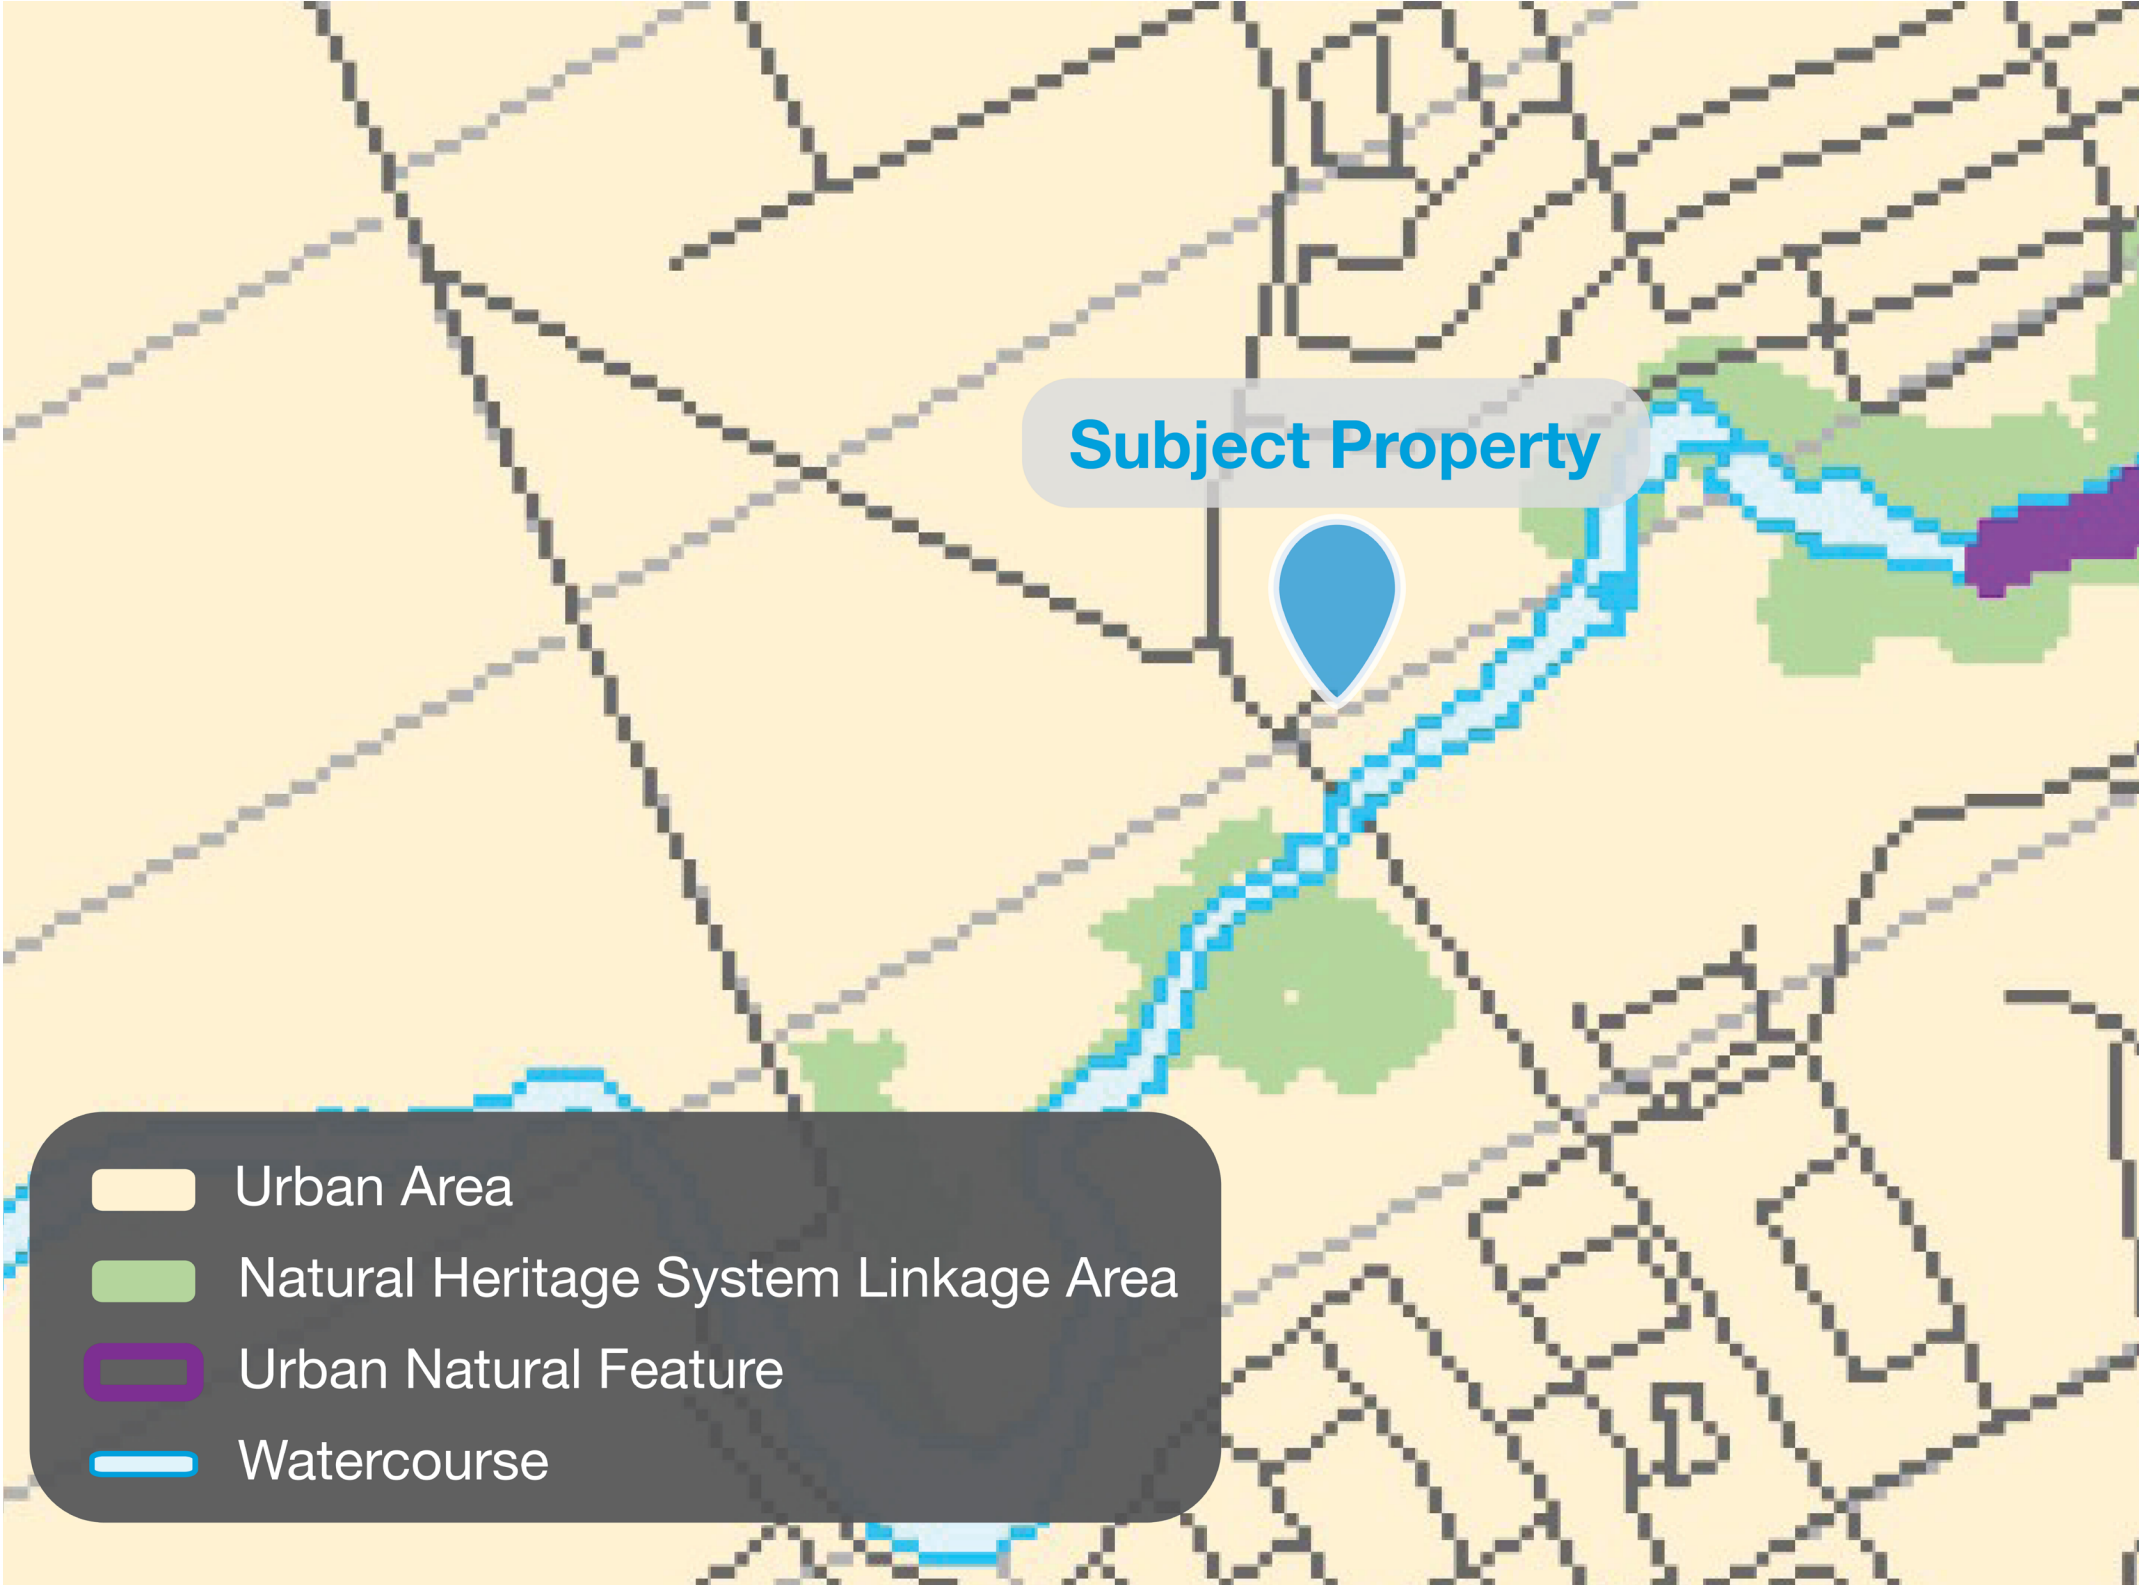 Subject Property
Urban Area
Natural Heritage System Linkage Area
Urban Natural Feature
Watercourse